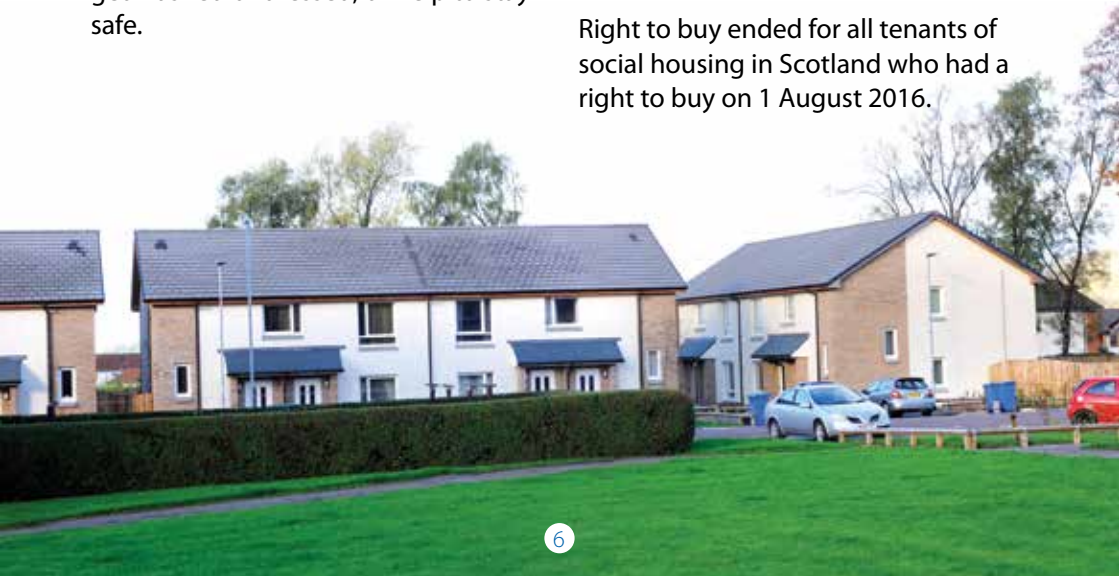 safe.
Right to buy ended for all tenants of
social housing in Scotland who had a
right to buy on 1 August 2016.
6